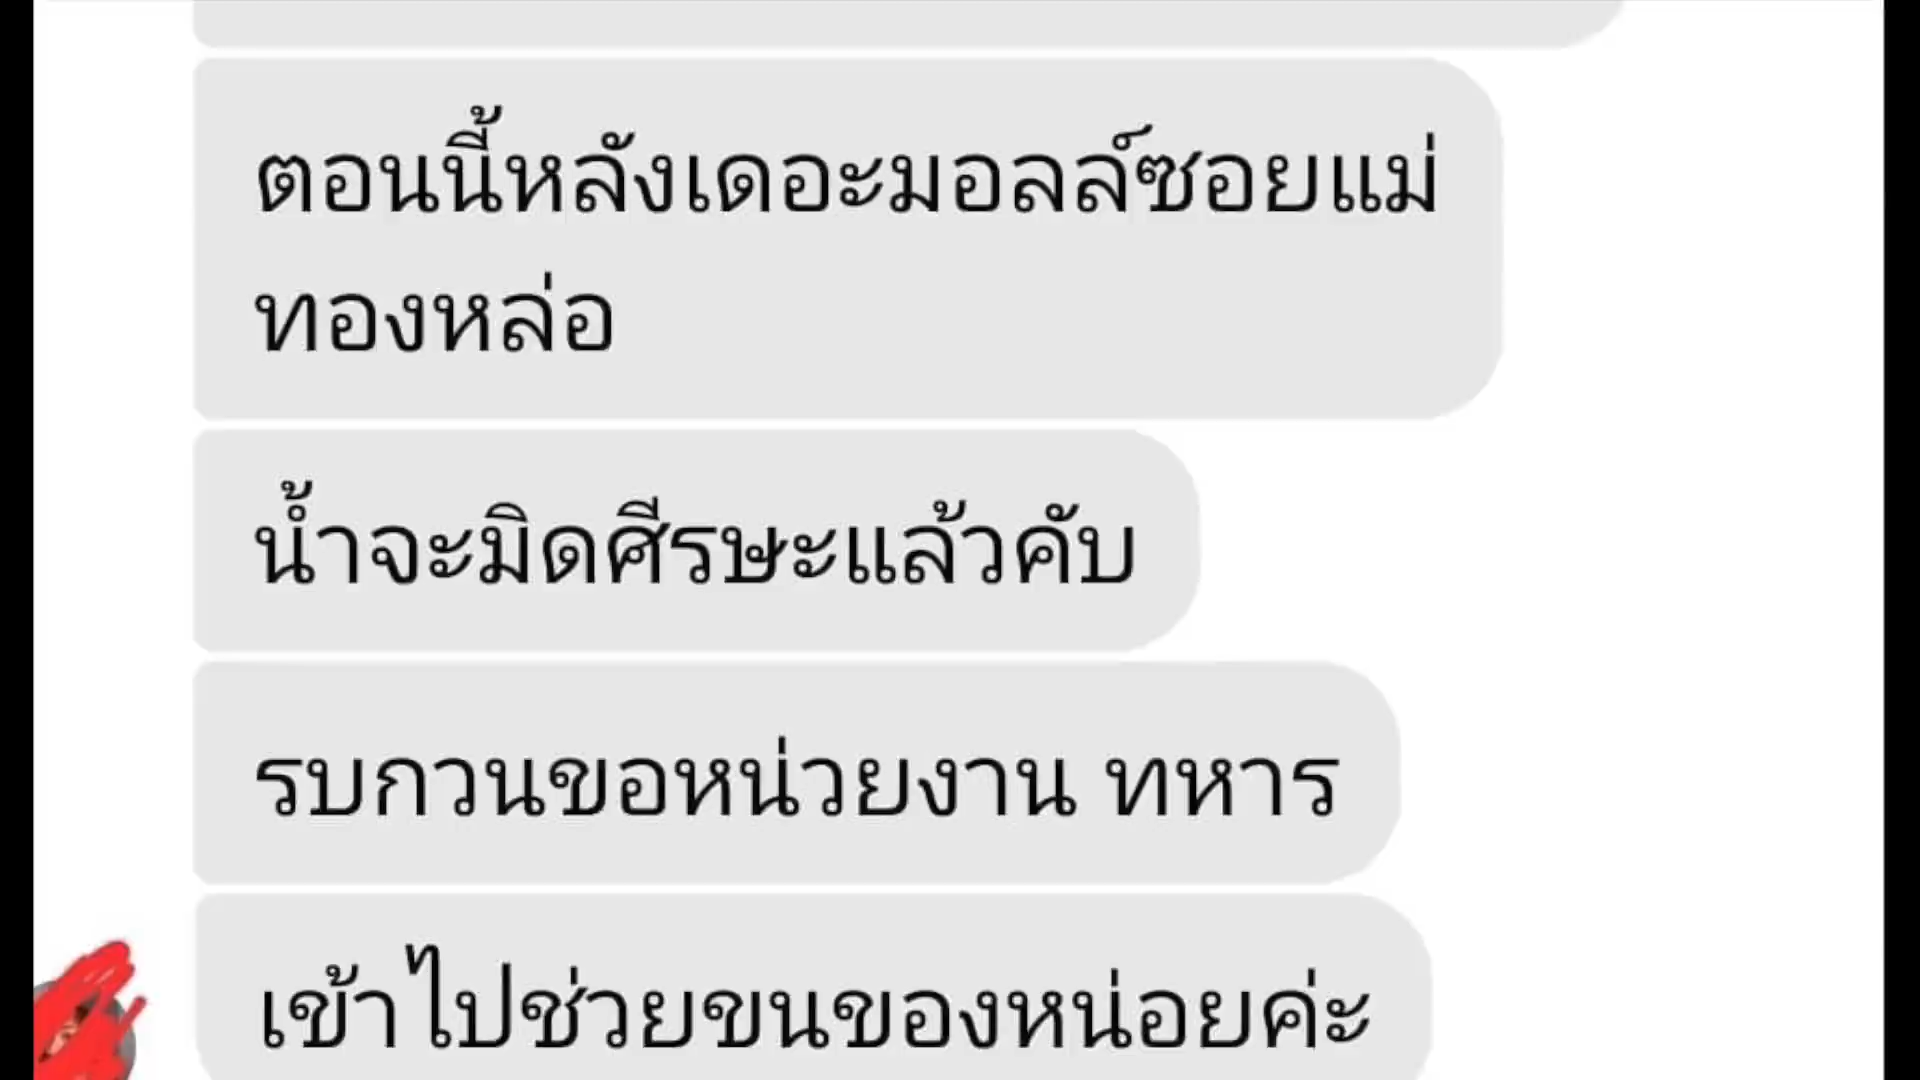 ตอนนี้หลังเดอะมอลล์ซอยแม่
ทองหล่อ
น้ำจะมิดศีรษะแล้วคับ
รบกวนขอหน่วยงาน ทหาร
เข้าไปช่วยขนของหน่อยค่ะ